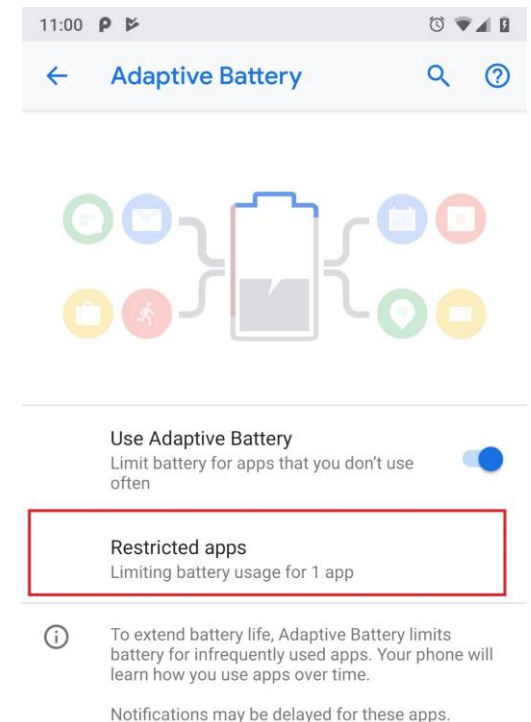 11:00
Adaptive Battery
Use Adaptive Battery
Limit battery for apps that you don't use
often
Restricted apps
Limiting battery usage for 1 app
To extend battery life, Adaptive Battery limits
battery for infrequently used apps. Your phone will
learn how you use apps over time.
Notifications may be delayed for these apps.